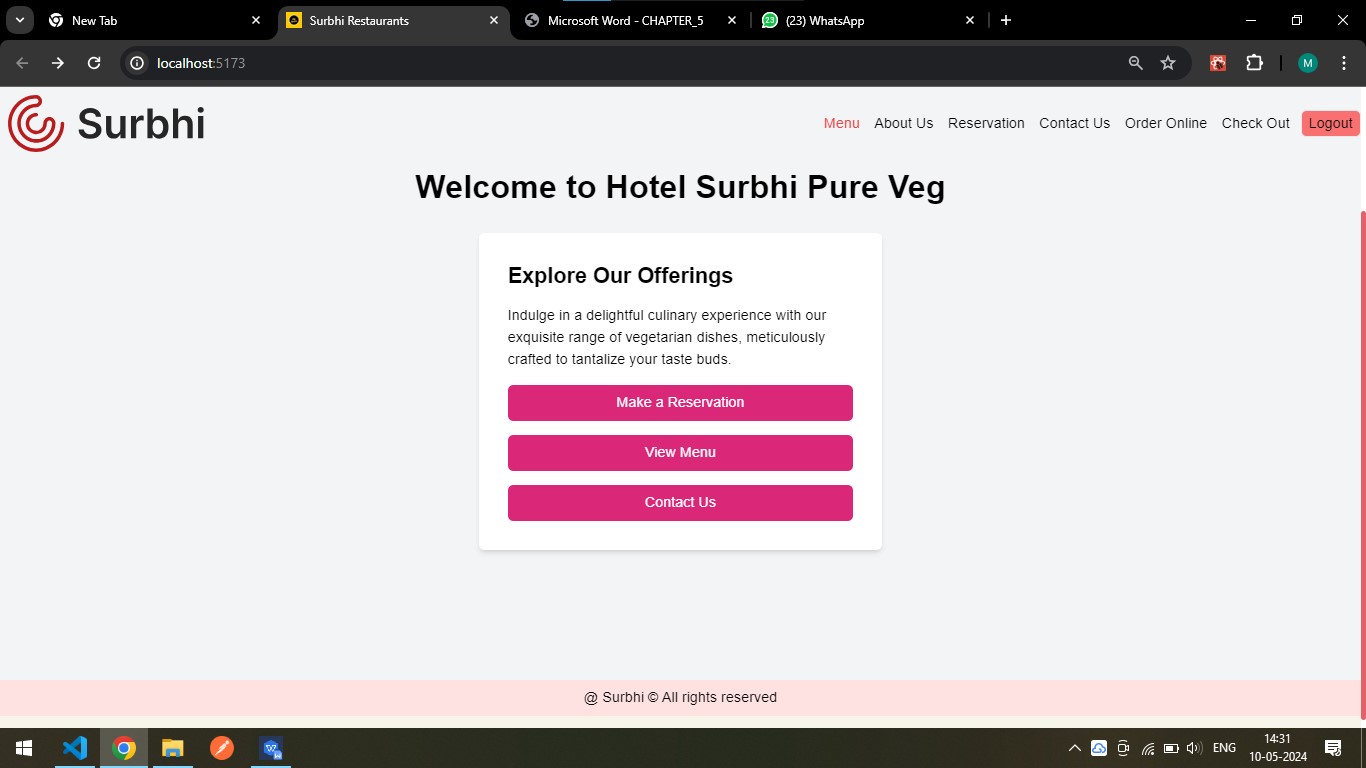 New Tab
Surbhi Restaurants
Microsoft Word - CHAPTER_5
23
(23) WhatsApp
localhost:5173
M
Surbhi
Menu About Us Reservation Contact Us Order Online Check Out Logout
Welcome to Hotel Surbhi Pure Veg
Explore Our Offerings
Indulge in a delightful culinary experience with our
exquisite range of vegetarian dishes, meticulously
crafted to tantalize your taste buds.
Make a Reservation
View Menu
Contact Us
@ Surbhi © All rights reserved
ENG
14:31
10-05-2024